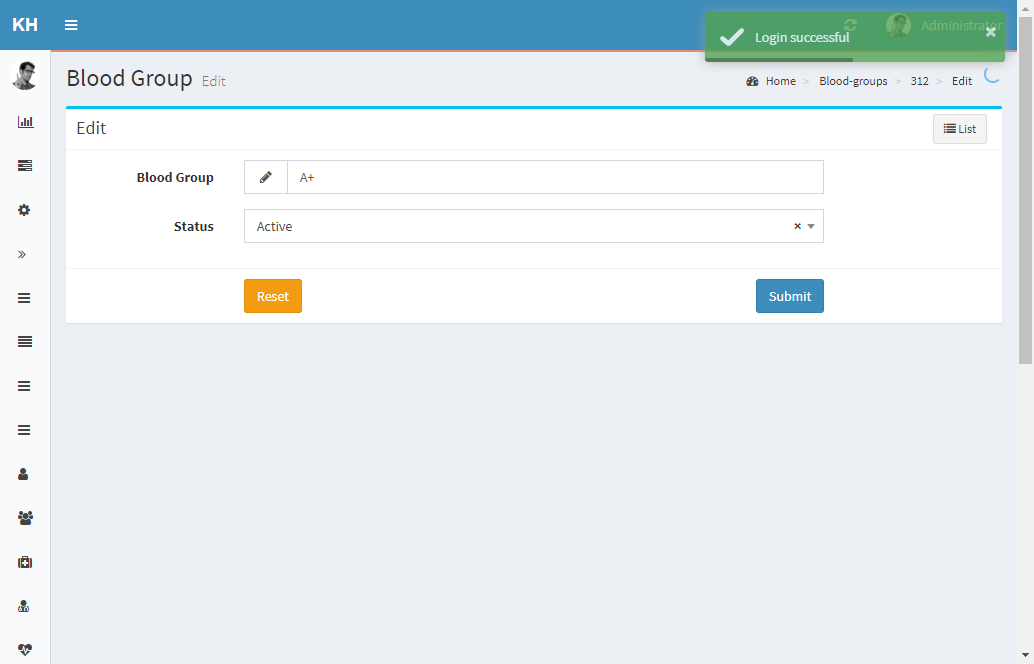 KH
Administrator
Login successful
Blood Group Edit
Home > Blood-groups > 312 > Edit
Edit
List
Blood Group
A+
Status
Active
Reset
Submit